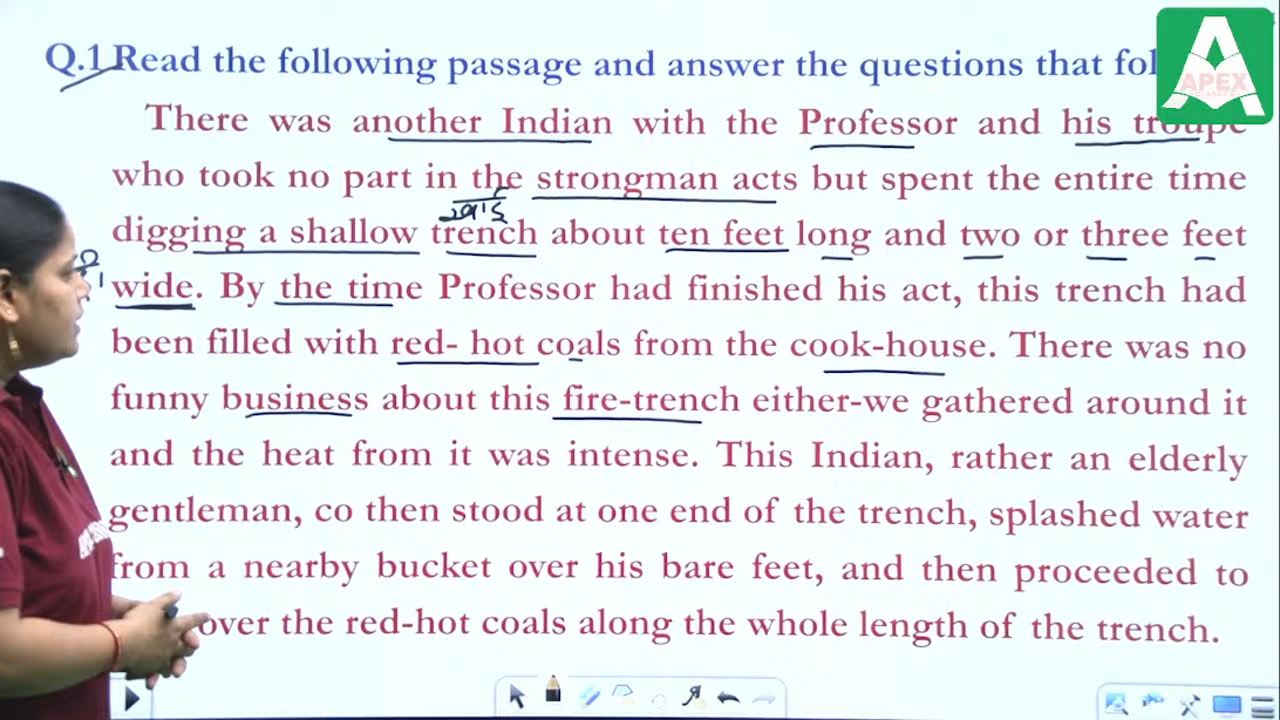 Q.1 Read the following passage and answer the questions that fol
APEX
There was another Indian with the Professor and his troupe
who took no part in the strongman acts but spent the entire time
digging a shallow trench about ten feet long and two or three feet
wide. By the time Professor had finished his act, this trench had
been filled with red- hot coals from the cook-house. There was no
funny business about this fire-trench either-we gathered around it
and the heat from it was intense. This Indian, rather an elderly
gentleman, co then stood at one end of the trench, splashed water
from a nearby bucket over his bare feet, and then proceeded to
over the red-hot coals along the whole length of the trench.